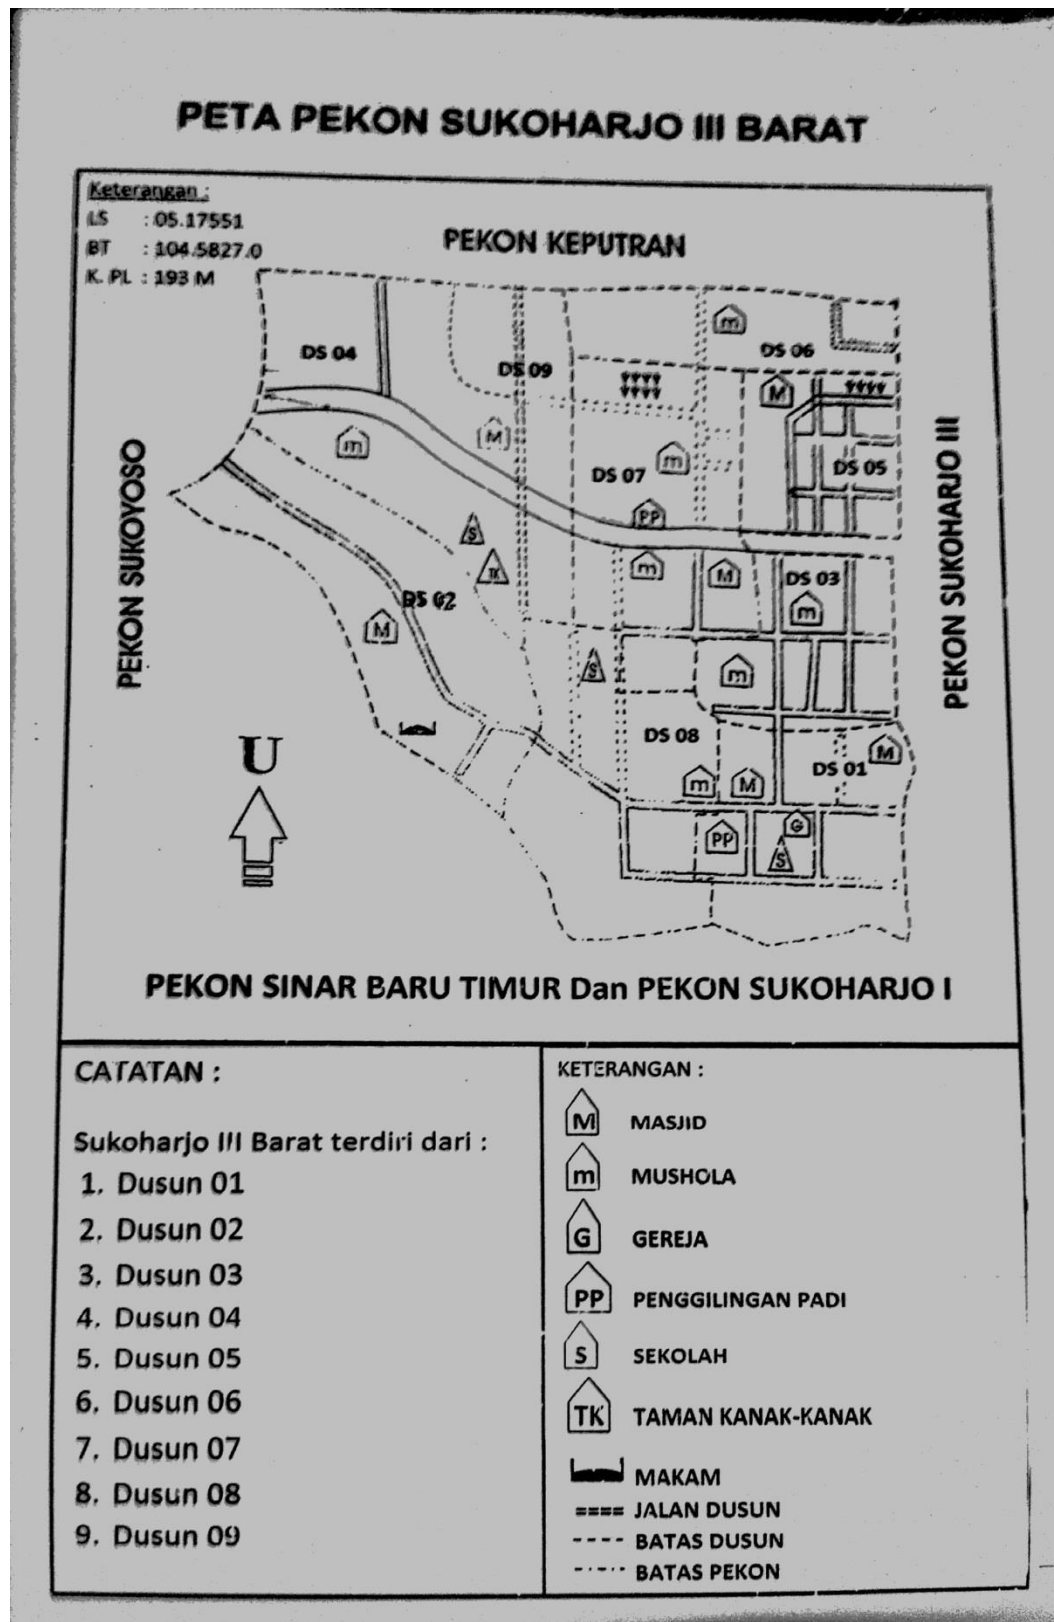 PETA PEKON SUKOHARJO III BARAT
Keterangan :
LS : 05.17551
BT : 104.5827.0
K. PL : 193 M
PEKON KEPUTRAN
m
DS 04
DS 09
DS 06
M
M
m
DS 07
m
DS 05
PP
PEKON SUKOYOSO
PEKON SUKOHARJO III
S
TK
m
M
DS 03
m
DS 02
M
S
m
DS 08
M
DS 01
m
M
U
PP
G
S
PEKON SINAR BARU TIMUR Dan PEKON SUKOHARJO I
CATATAN :
Sukoharjo III Barat terdiri dari :
1. Dusun 01
2. Dusun 02
3. Dusun 03
4. Dusun 04
5. Dusun 05
6. Dusun 06
7. Dusun 07
8. Dusun 08
9. Dusun 09
KETERANGAN :
M MASJID
m MUSHOLA
G GEREJA
PP PENGGILINGAN PADI
S SEKOLAH
TK TAMAN KANAK-KANAK
MAKAM
JALAN DUSUN
BATAS DUSUN
BATAS PEKON